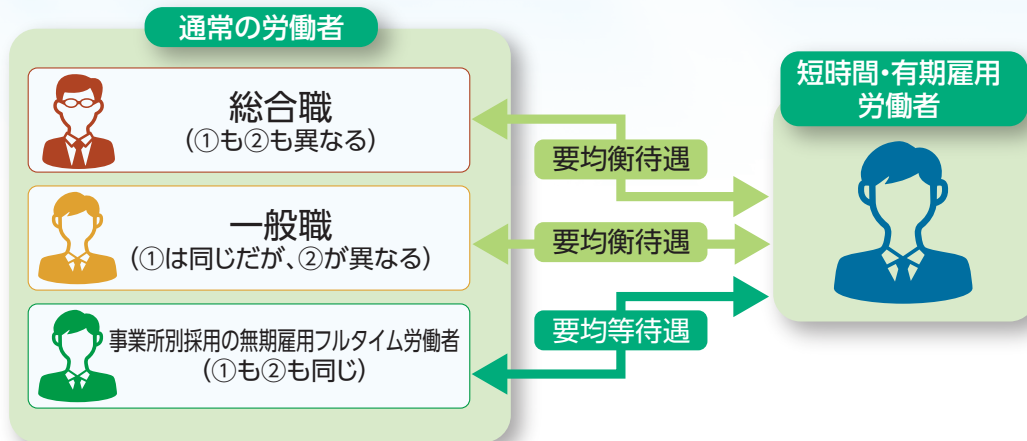 通常の労働者
総合職
(①も②も異なる)
一般職
(①は同じだが、②が異なる)
事業所別採用の無期雇用フルタイム労働者
(①も②も同じ)
要均衡待遇
要均衡待遇
要均等待遇
短時間・有期雇用
労働者